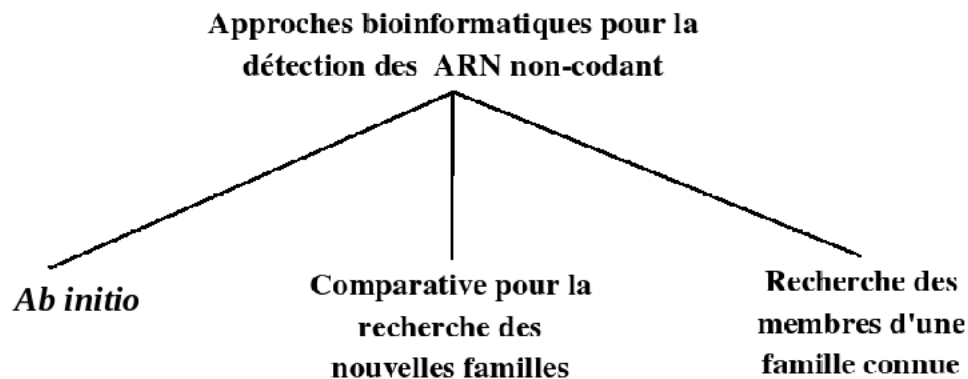 Approches bioinformatiques pour la
détection des ARN non-codant
Ab initio
Comparative pour la
recherche des
nouvelles familles
Recherche des
membres d'une
famille connue